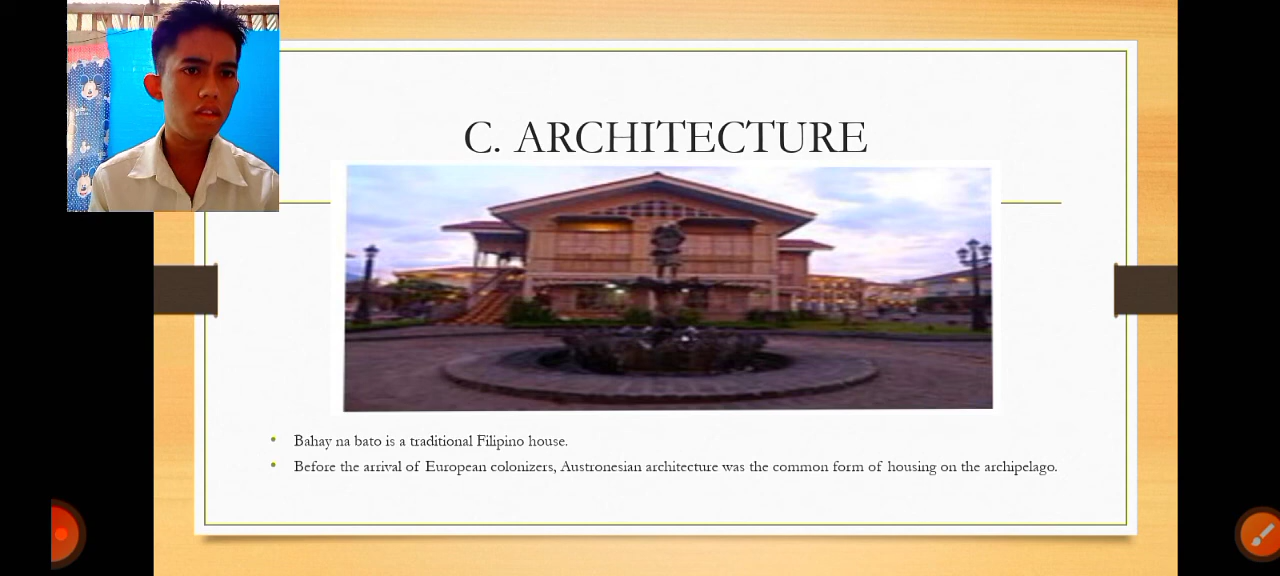 C. ARCHITECTURE
• Bahay na bato is a traditional Filipino house.
• Before the arrival of European colonizers, Austronesian architecture was the common form of housing on the archipelago.